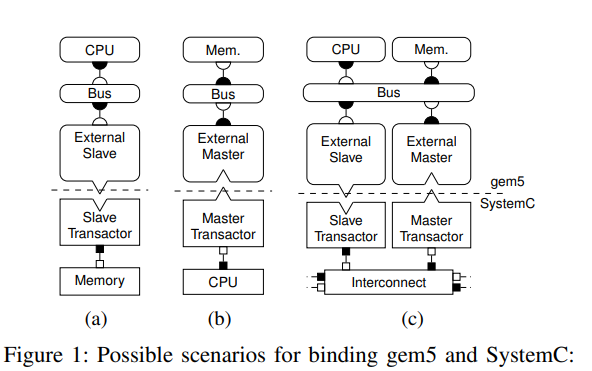 CPU
Bus
External
Slave
Slave
Transactor
Memory
(a)
Mem.
Bus
External
Master
Master
Transactor
CPU
(b)
CPU
Mem.
Bus
External
Slave
External
Master
gem5
SystemC
Slave
Transactor
Master
Transactor
Interconnect
(c)
Figure 1: Possible scenarios for binding gem5 and SystemC: